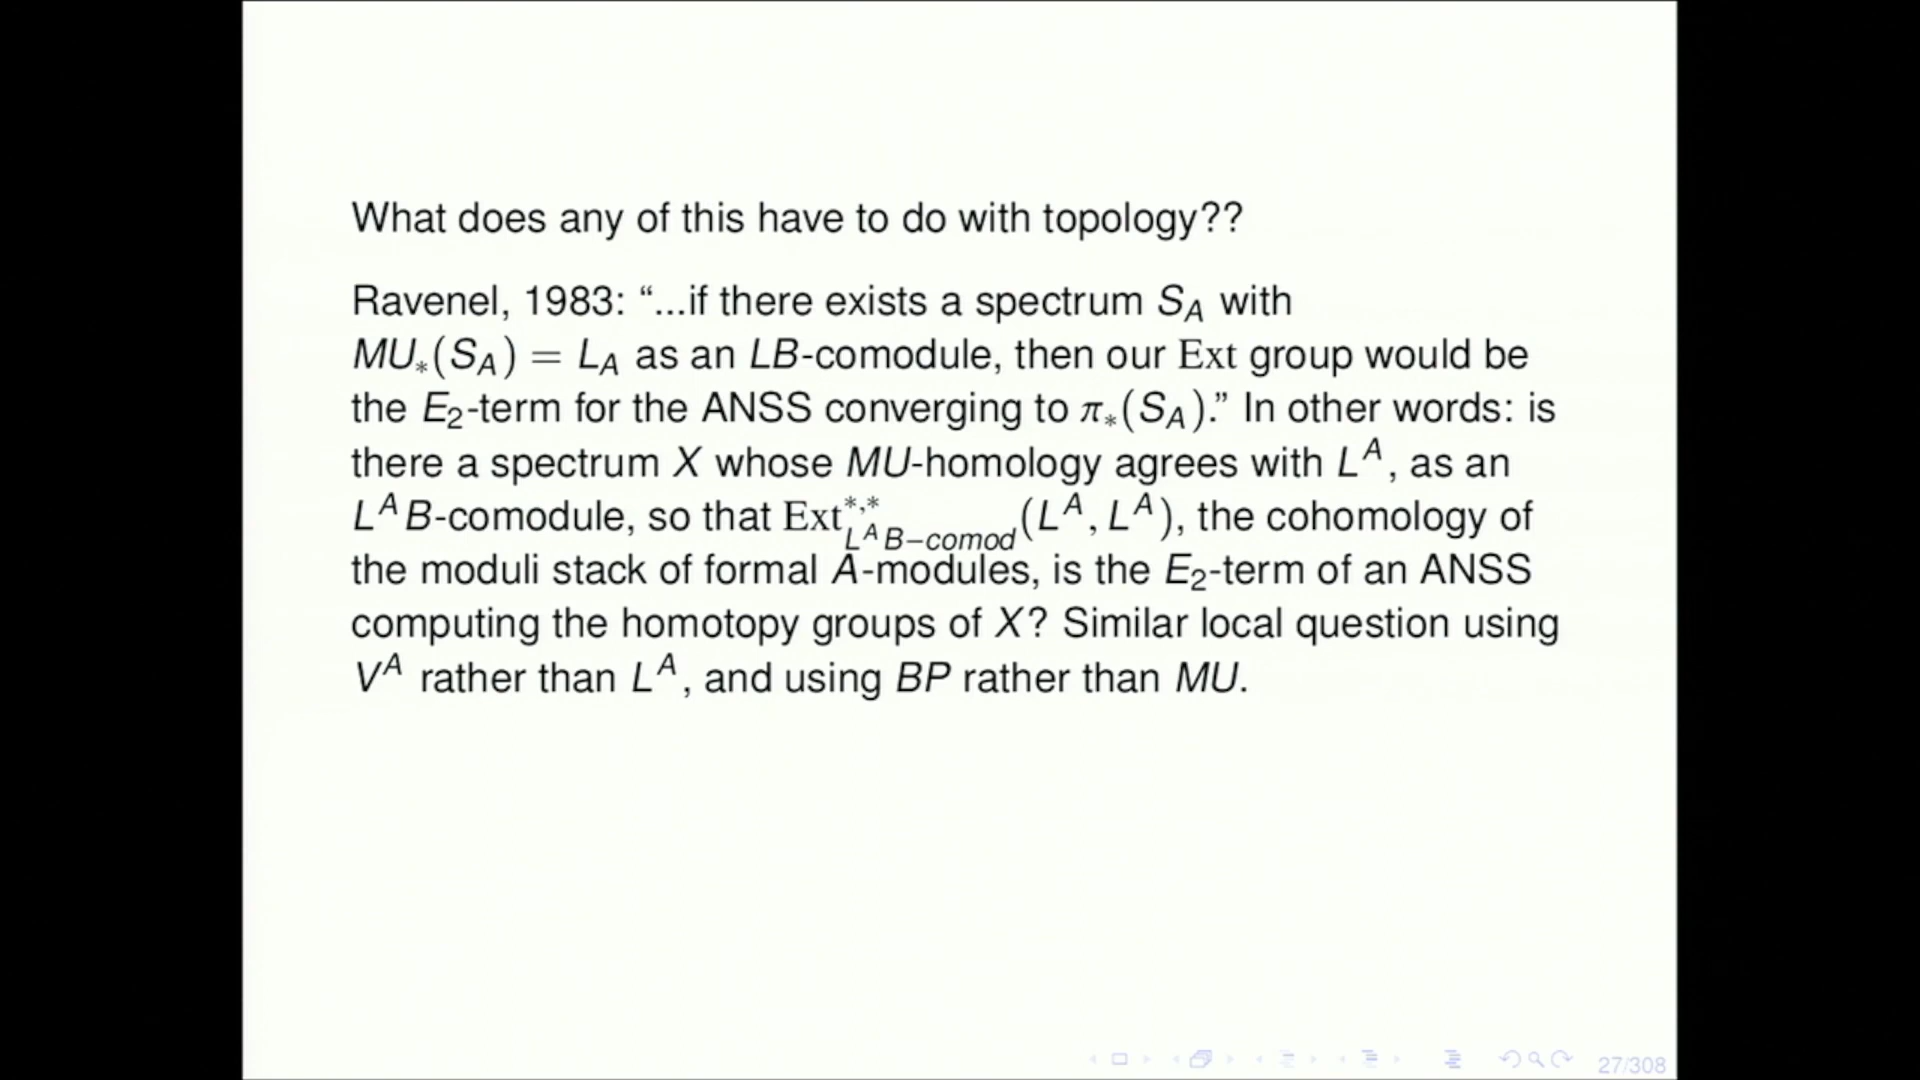 What does any of this have to do with topology??
Ravenel, 1983: “...if there exists a spectrum S_A with
MU_*(S_A) = L_A as an LB-comodule, then our Ext group would be
the E_2-term for the ANSS converging to π_*(S_A).” In other words: is
there a spectrum X whose MU-homology agrees with L^A, as an
L^A B-comodule, so that Ext^{*,*}_{L^A B−comod}(L^A, L^A), the cohomology of
the moduli stack of formal A-modules, is the E_2-term of an ANSS
computing the homotopy groups of X? Similar local question using
V^A rather than L^A, and using BP rather than MU.
27/308